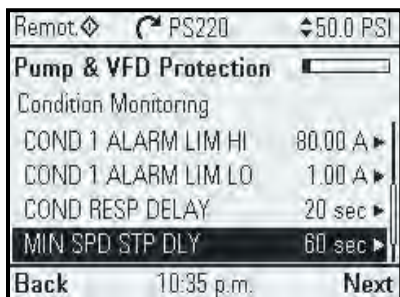 Remot. PS220 50.0 PSI
Pump & VFD Protection
Condition Monitoring
COND 1 ALARM LIM HI 80.00 A
COND 1 ALARM LIM LO 1.00 A
COND RESP DELAY 20 sec
MIN SPD STP DLY 60 sec
Back 10:35 p.m. Next